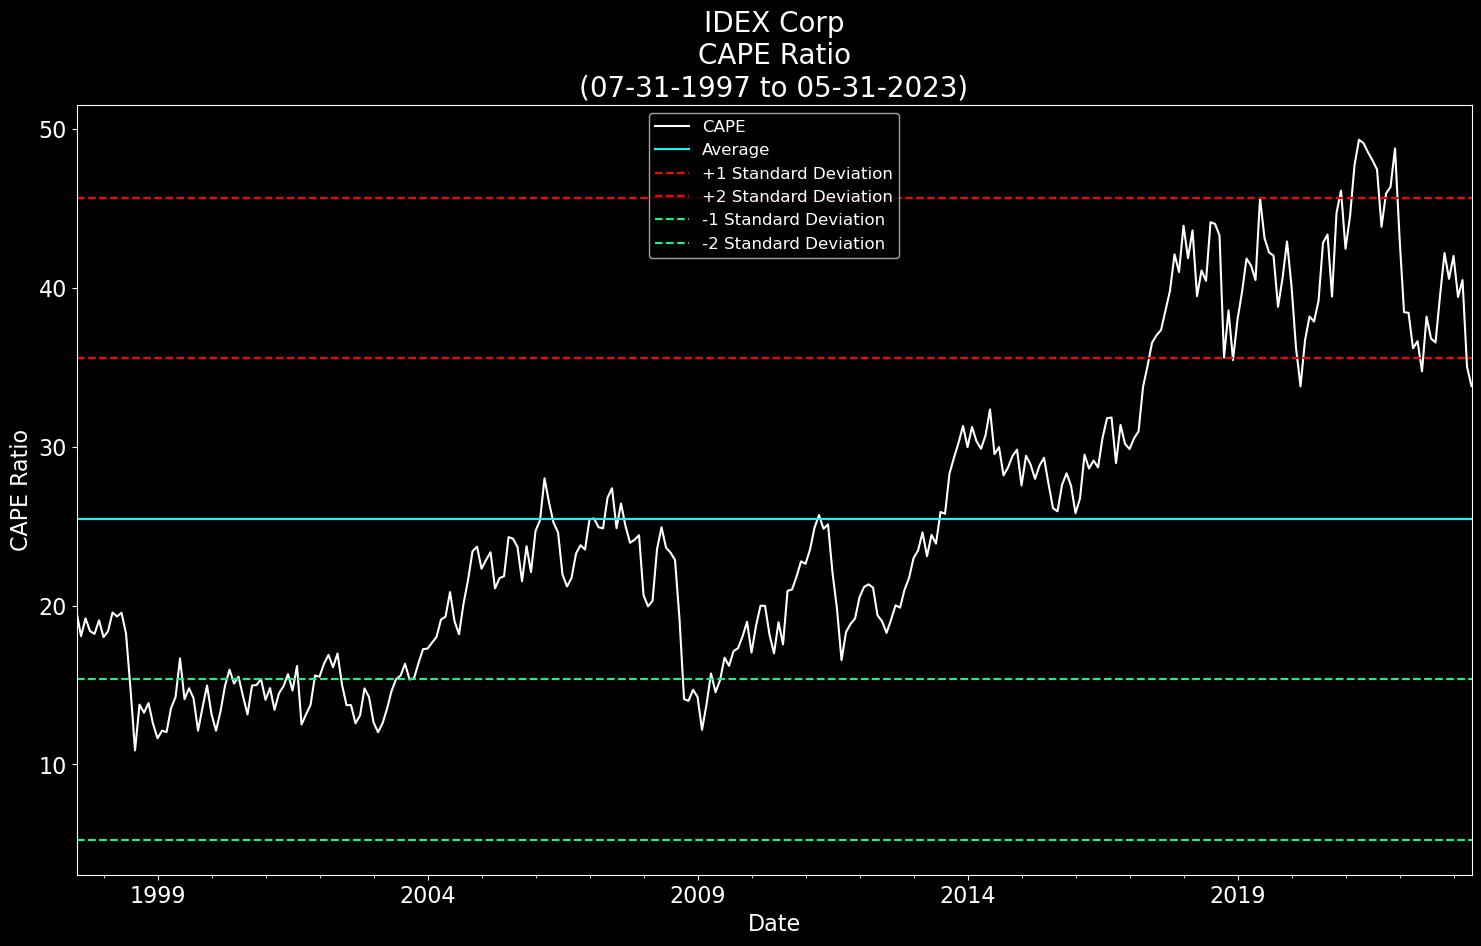 IDEX Corp
CAPE Ratio
(07-31-1997 to 05-31-2023)
CAPE
Average
+1 Standard Deviation
+2 Standard Deviation
-1 Standard Deviation
-2 Standard Deviation
50
40
30
20
10
CAPE Ratio
1999 2004 2009 2014 2019
Date